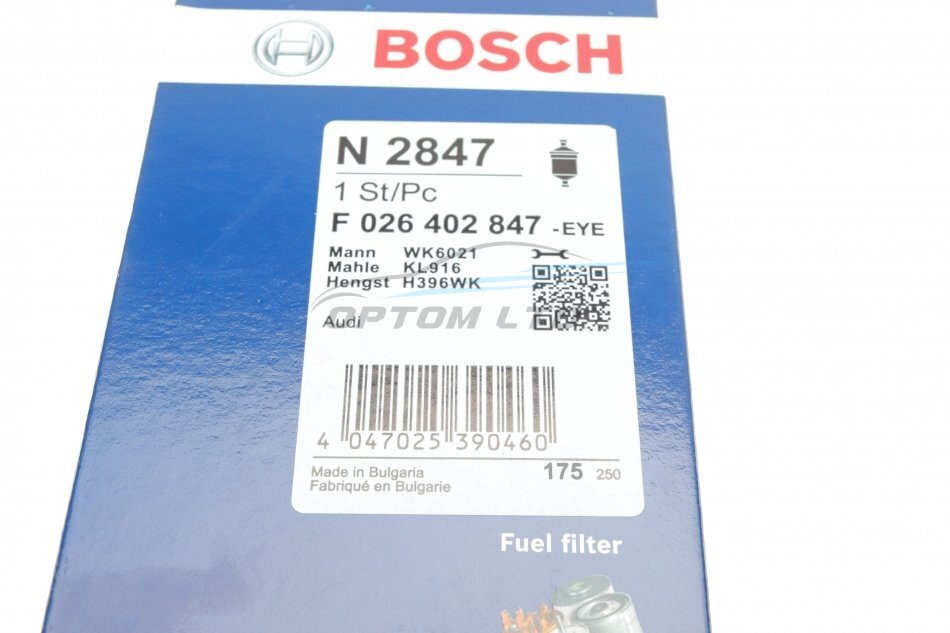 BOSCH
N 2847
1 St/Pc
F 026 402 847 -EYE
Mann WK6021
Mahle KL916
Hengst H396WK
OPTOM LTD
Audi
4 047025 390460
Made in Bulgaria 175 250
Fabriqué en Bulgarie
Fuel filter